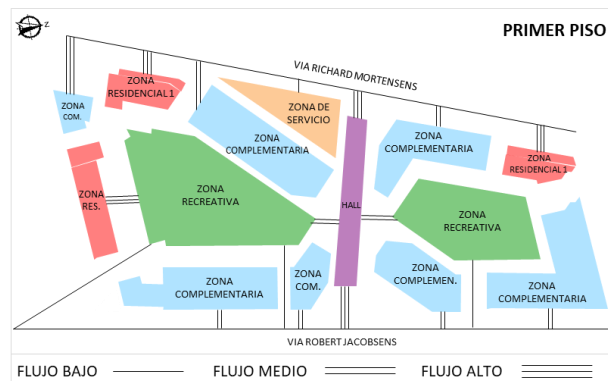 Z
PRIMER PISO
VIA RICHARD MORTENSENS
ZONA
RESIDENCIAL 1
ZONA
COM.
ZONA DE
SERVICIO
ZONA
COMPLEMENTARIA
ZONA
COMPLEMENTARIA
ZONA
RESIDENCIAL 1
ZONA
RES.
ZONA
RECREATIVA
HALL
ZONA
RECREATIVA
ZONA
COMPLEMENTARIA
ZONA
COM.
ZONA
COMPLEMEN.
ZONA
COMPLEMENTARIA
VIA ROBERT JACOBSENS
FLUJO BAJO
FLUJO MEDIO
FLUJO ALTO